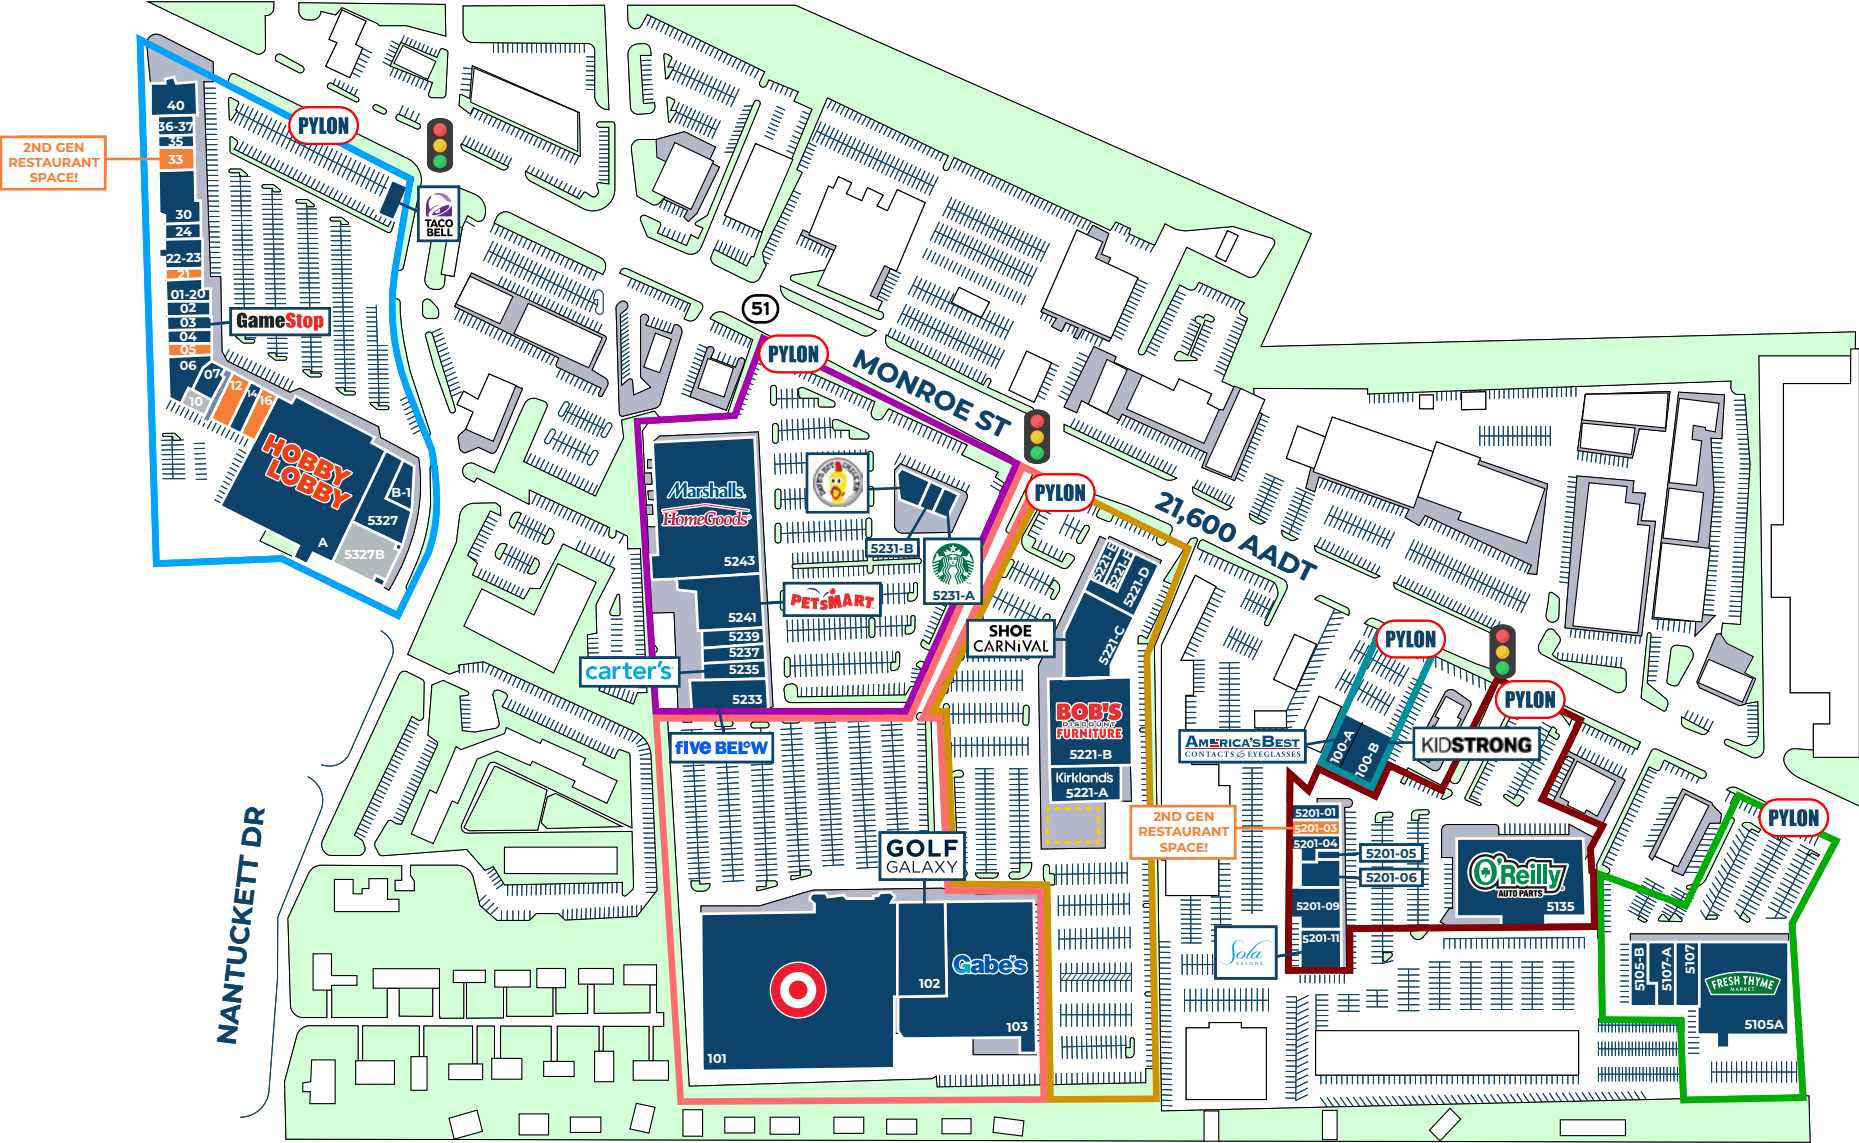 40
36-37
35
33
2ND GEN
RESTAURANT
SPACE!
PYLON
TACO
BELL
30
24
22-23
21
01-20
02
03
GameStop
04
05
06
07
10
12
14
16
HOBBY
LOBBY
A
B-1
5327
5327B
51
PYLON
MONROE ST
Marshalls
HomeGoods
5243
5231-B
5231-A
PETSMART
5241
5239
5237
5235
carter's
5233
five BELOW
PYLON
21,600 AADT
5221-E
5221-D
SHOE
CARNIVAL
5221-C
BOB'S
DISCOUNT
FURNITURE
5221-B
Kirkland's
5221-A
PYLON
AMERICA'S BEST
CONTACTS & EYEGLASSES
100-A
100-B
KIDSTRONG
PYLON
2ND GEN
RESTAURANT
SPACE!
5201-01
5201-03
5201-04
5201-05
5201-06
5201-09
5201-11
Sola
SALONS
O'Reilly
AUTO PARTS
5135
PYLON
5105-B
5107-A
5107
FRESH THYME
MARKET
5105A
GOLF
GALAXY
101
102
Gabe's
103
NANTUCKETT DR